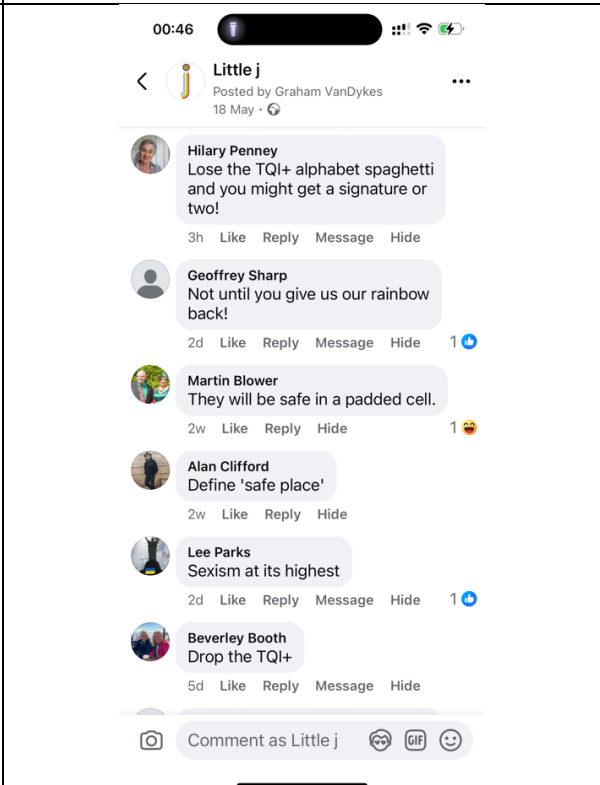 00:46
Little j
j
Posted by Graham VanDykes
18 May ·
Hilary Penney
Lose the TQI+ alphabet spaghetti
and you might get a signature or
two!
3h Like Reply Message Hide
Geoffrey Sharp
Not until you give us our rainbow
back!
2d Like Reply Message Hide 1
Martin Blower
They will be safe in a padded cell.
2w Like Reply Hide 1
Alan Clifford
Define 'safe place'
2w Like Reply Hide
Lee Parks
Sexism at its highest
2d Like Reply Message Hide 1
Beverley Booth
Drop the TQI+
5d Like Reply Message Hide
Comment as Little j GIF